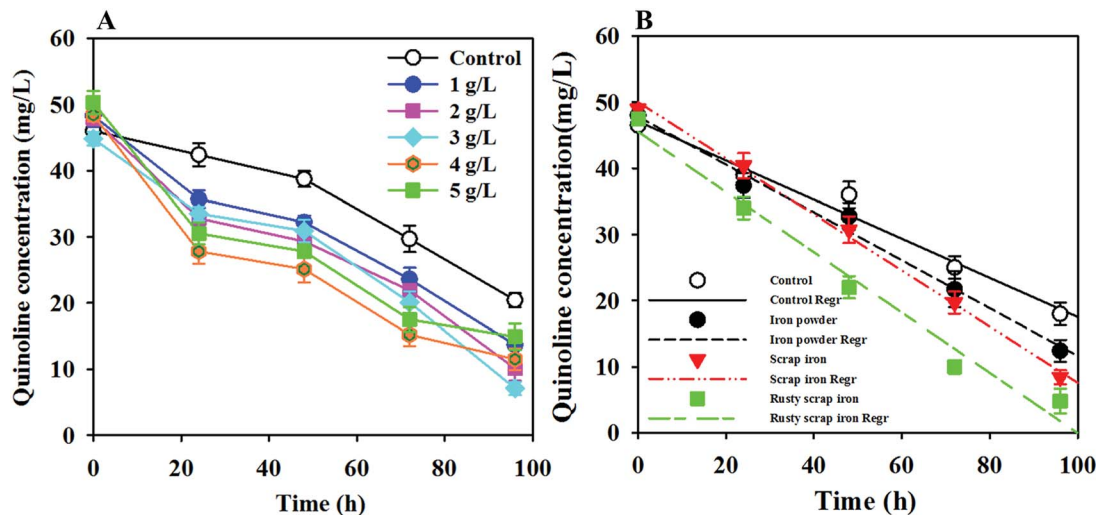 A
Quinoline concentration (mg/L)
60
50
40
30
20
10
0
Control
1 g/L
2 g/L
3 g/L
4 g/L
5 g/L
0 20 40 60 80 100
Time (h)
B
Quinoline concentration(mg/L)
60
50
40
30
20
10
0
Control
Control Regr
Iron powder
Iron powder Regr
Scrap iron
Scrap iron Regr
Rusty scrap iron
Rusty scrap iron Regr
0 20 40 60 80 100
Time (h)